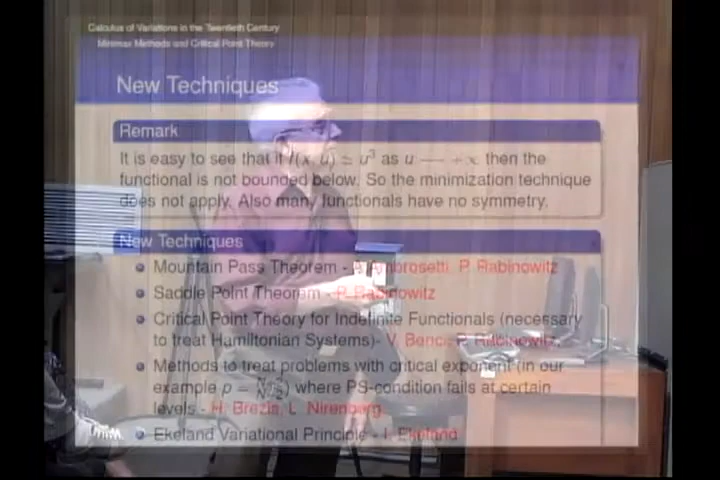 Calculus of Variations in the Twentieth Century
Minimax Methods and Critical Point Theory
New Techniques
Remark
It is easy to see that if I(x, u) ≃ u³ as u → +∞ then the
functional is not bounded below. So the minimization technique
does not apply. Also many functionals have no symmetry.
New Techniques
Mountain Pass Theorem - A. Ambrosetti, P. Rabinowitz
Saddle Point Theorem - P. Rabinowitz
Critical Point Theory for Indefinite Functionals (necessary
to treat Hamiltonian Systems)- V. Benci, P. Rabinowitz
Methods to treat problems with critical exponent (in our
example p = ) where PS-condition fails at certain
levels - H. Brezis, L. Nirenberg
Ekeland Variational Principle - I. Ekeland